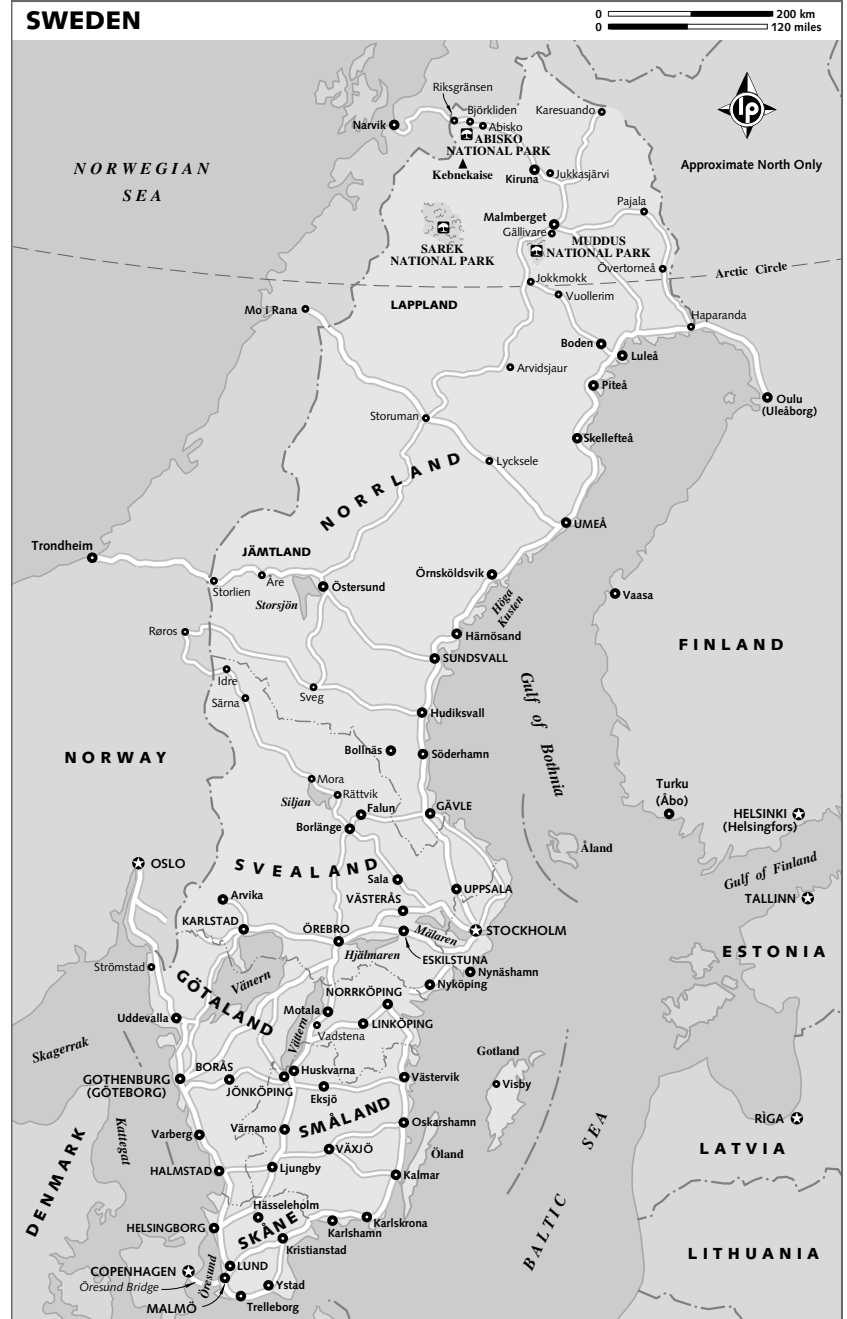 SWEDEN
0 200 km
0 120 miles
lp
Approximate North Only
Riksgränsen
Björkliden
Karesuando
Narvik
Abisko
ABISKO
NATIONAL PARK
Kebnekaise
NORWEGIAN
SEA
Kiruna
Jukkasjärvi
Pajala
Malmberget
Gällivare
MUDDUS
NATIONAL PARK
SAREK
NATIONAL PARK
Övertorneå
Arctic Circle
Jokkmokk
Vuollerim
LAPPLAND
Mo i Rana
Haparanda
Boden
Luleå
Arvidsjaur
Piteå
Oulu
(Uleåborg)
Storuman
Skellefteå
Lycksele
NORRLAND
UMEÅ
Trondheim
JÄMTLAND
Åre
Storlien
Östersund
Storsjön
Örnsköldsvik
Höga
Kusten
Vaasa
Røros
Härnösand
FINLAND
SUNDSVALL
Idre
Särna
Sveg
Gulf of Bothnia
Hudiksvall
Bollnäs
Söderhamn
NORWAY
Mora
Rättvik
Siljan
Falun
GÄVLE
Turku
(Åbo)
HELSINKI
(Helsingfors)
Borlänge
Åland
OSLO
SVEALAND
Gulf of Finland
Sala
UPPSALA
TALLINN
Arvika
VÄSTERÅS
KARLSTAD
ÖREBRO
Mälaren
STOCKHOLM
Hjälmaren
ESKILSTUNA
ESTONIA
Strömstad
Nynäshamn
Vänern
GÖTALAND
Nyköping
NORRKÖPING
Motala
Uddevalla
LINKÖPING
Vadstena
Vättern
Skagerrak
Gotland
BORÅS
Huskvarna
GOTHENBURG
(GÖTEBORG)
JÖNKÖPING
Eksjö
Västervik
Visby
SMÅLAND
Kattegat
Värnamo
Oskarshamn
RĪGA
Varberg
VÄXJÖ
Öland
LATVIA
DENMARK
HALMSTAD
Ljungby
Kalmar
BALTIC SEA
Hässeleholm
SKÅNE
HELSINGBORG
Karlshamn
Karlskrona
Kristianstad
LITHUANIA
COPENHAGEN
Öresund
LUND
Öresund Bridge
Ystad
MALMÖ
Trelleborg